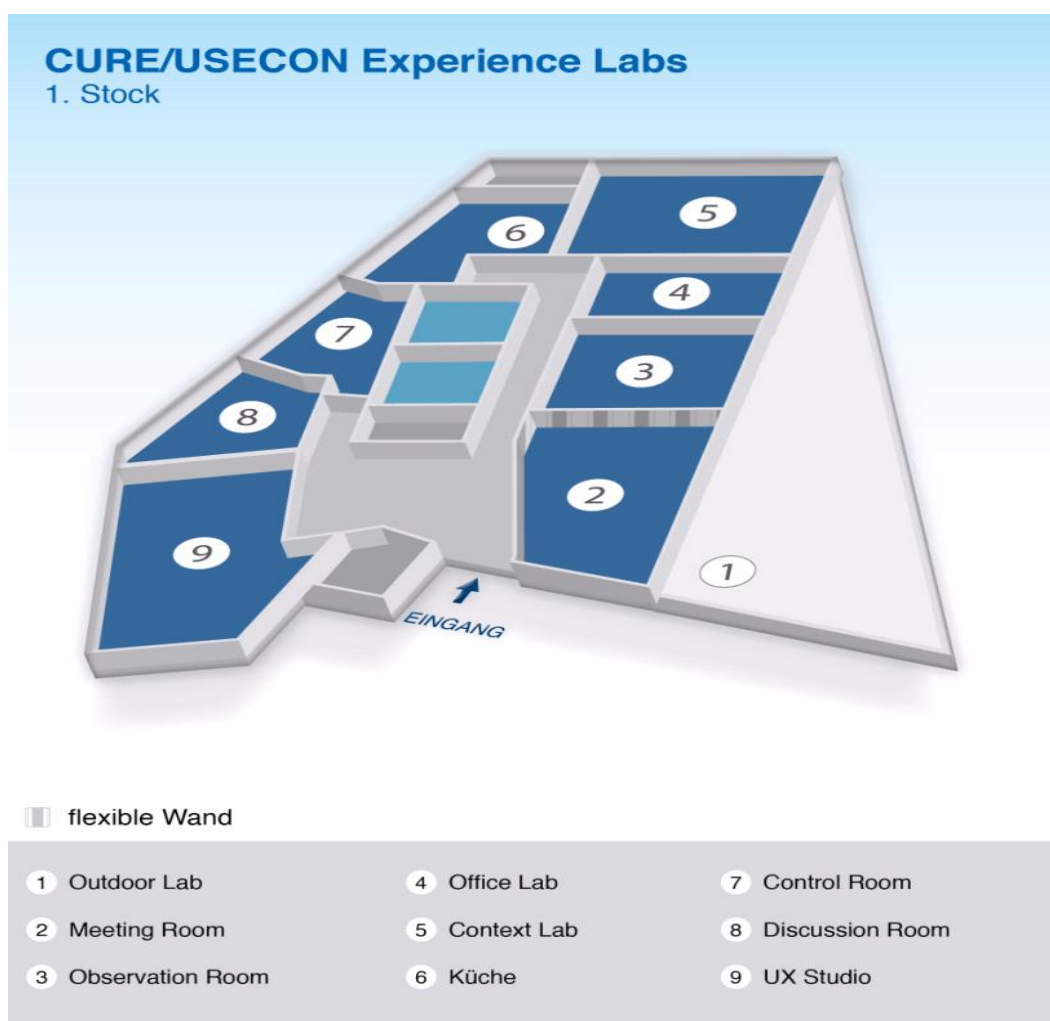 CURE/USECON Experience Labs
1. Stock
5
6
4
7
3
8
2
9
1
EINGANG
flexible Wand
1 Outdoor Lab
2 Meeting Room
3 Observation Room
4 Office Lab
5 Context Lab
6 Küche
7 Control Room
8 Discussion Room
9 UX Studio